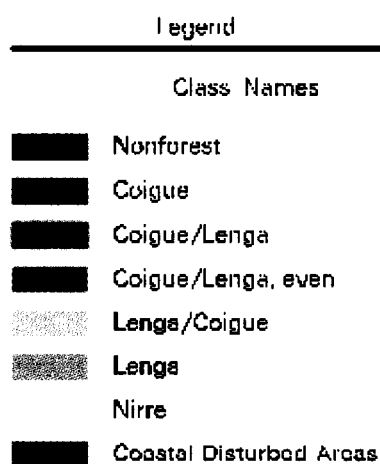 Legend
Class Names
Nonforest
Coigue
Coigue/Lenga
Coigue/Lenga, even
Lenga/Coigue
Lenga
Nirre
Coastal Disturbed Areas